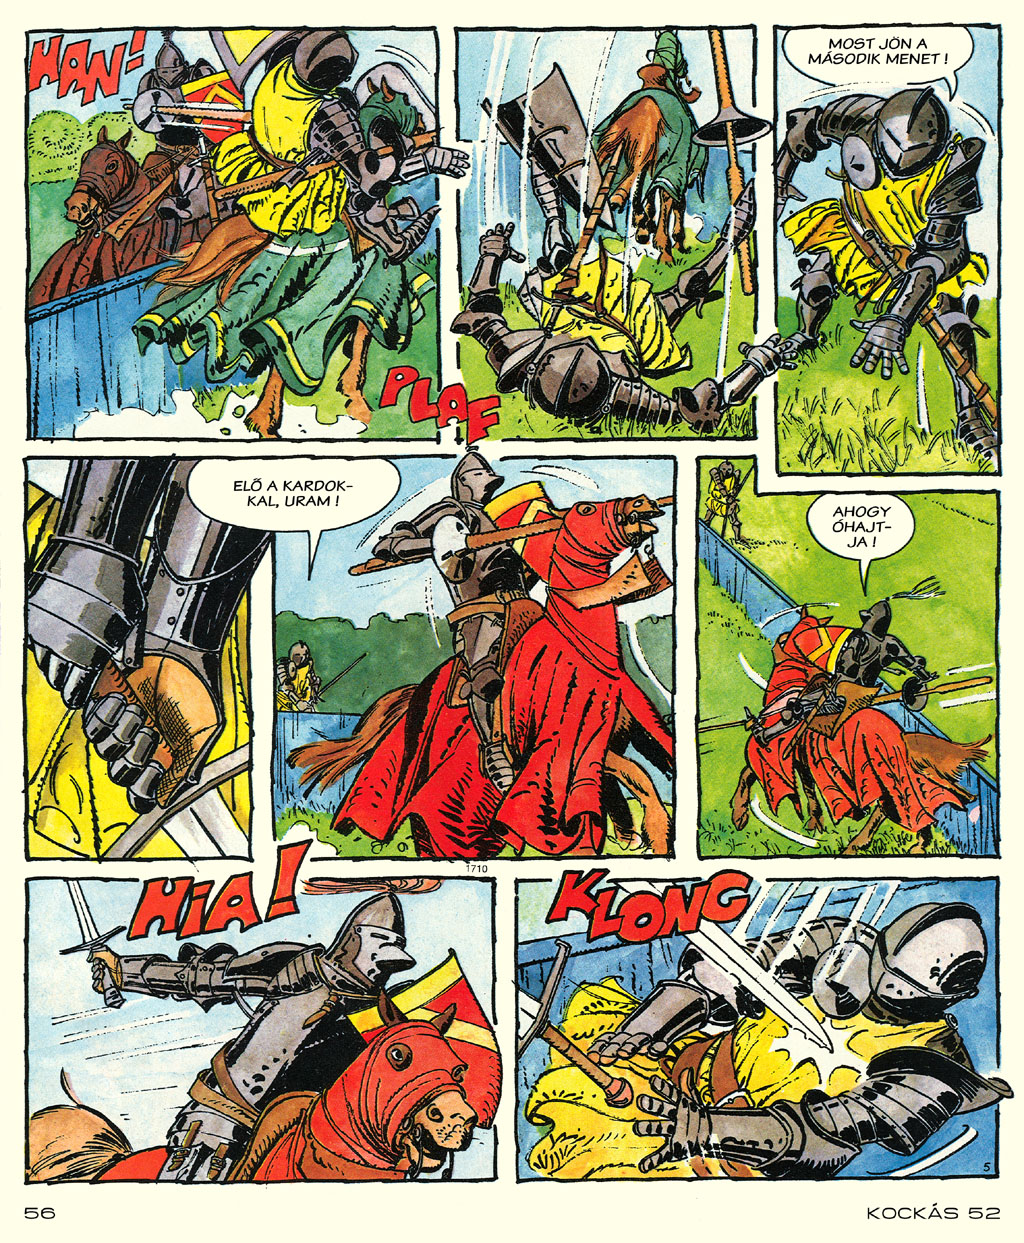 HAN!
PLAF
MOST JÖN A
MÁSODIK MENET !
ELŐ A KARDOK-
KAL, URAM !
AHOGY
ÓHAJT-
JA !
1710
HIA!
KLONG
5
56
KOCKÁS 52